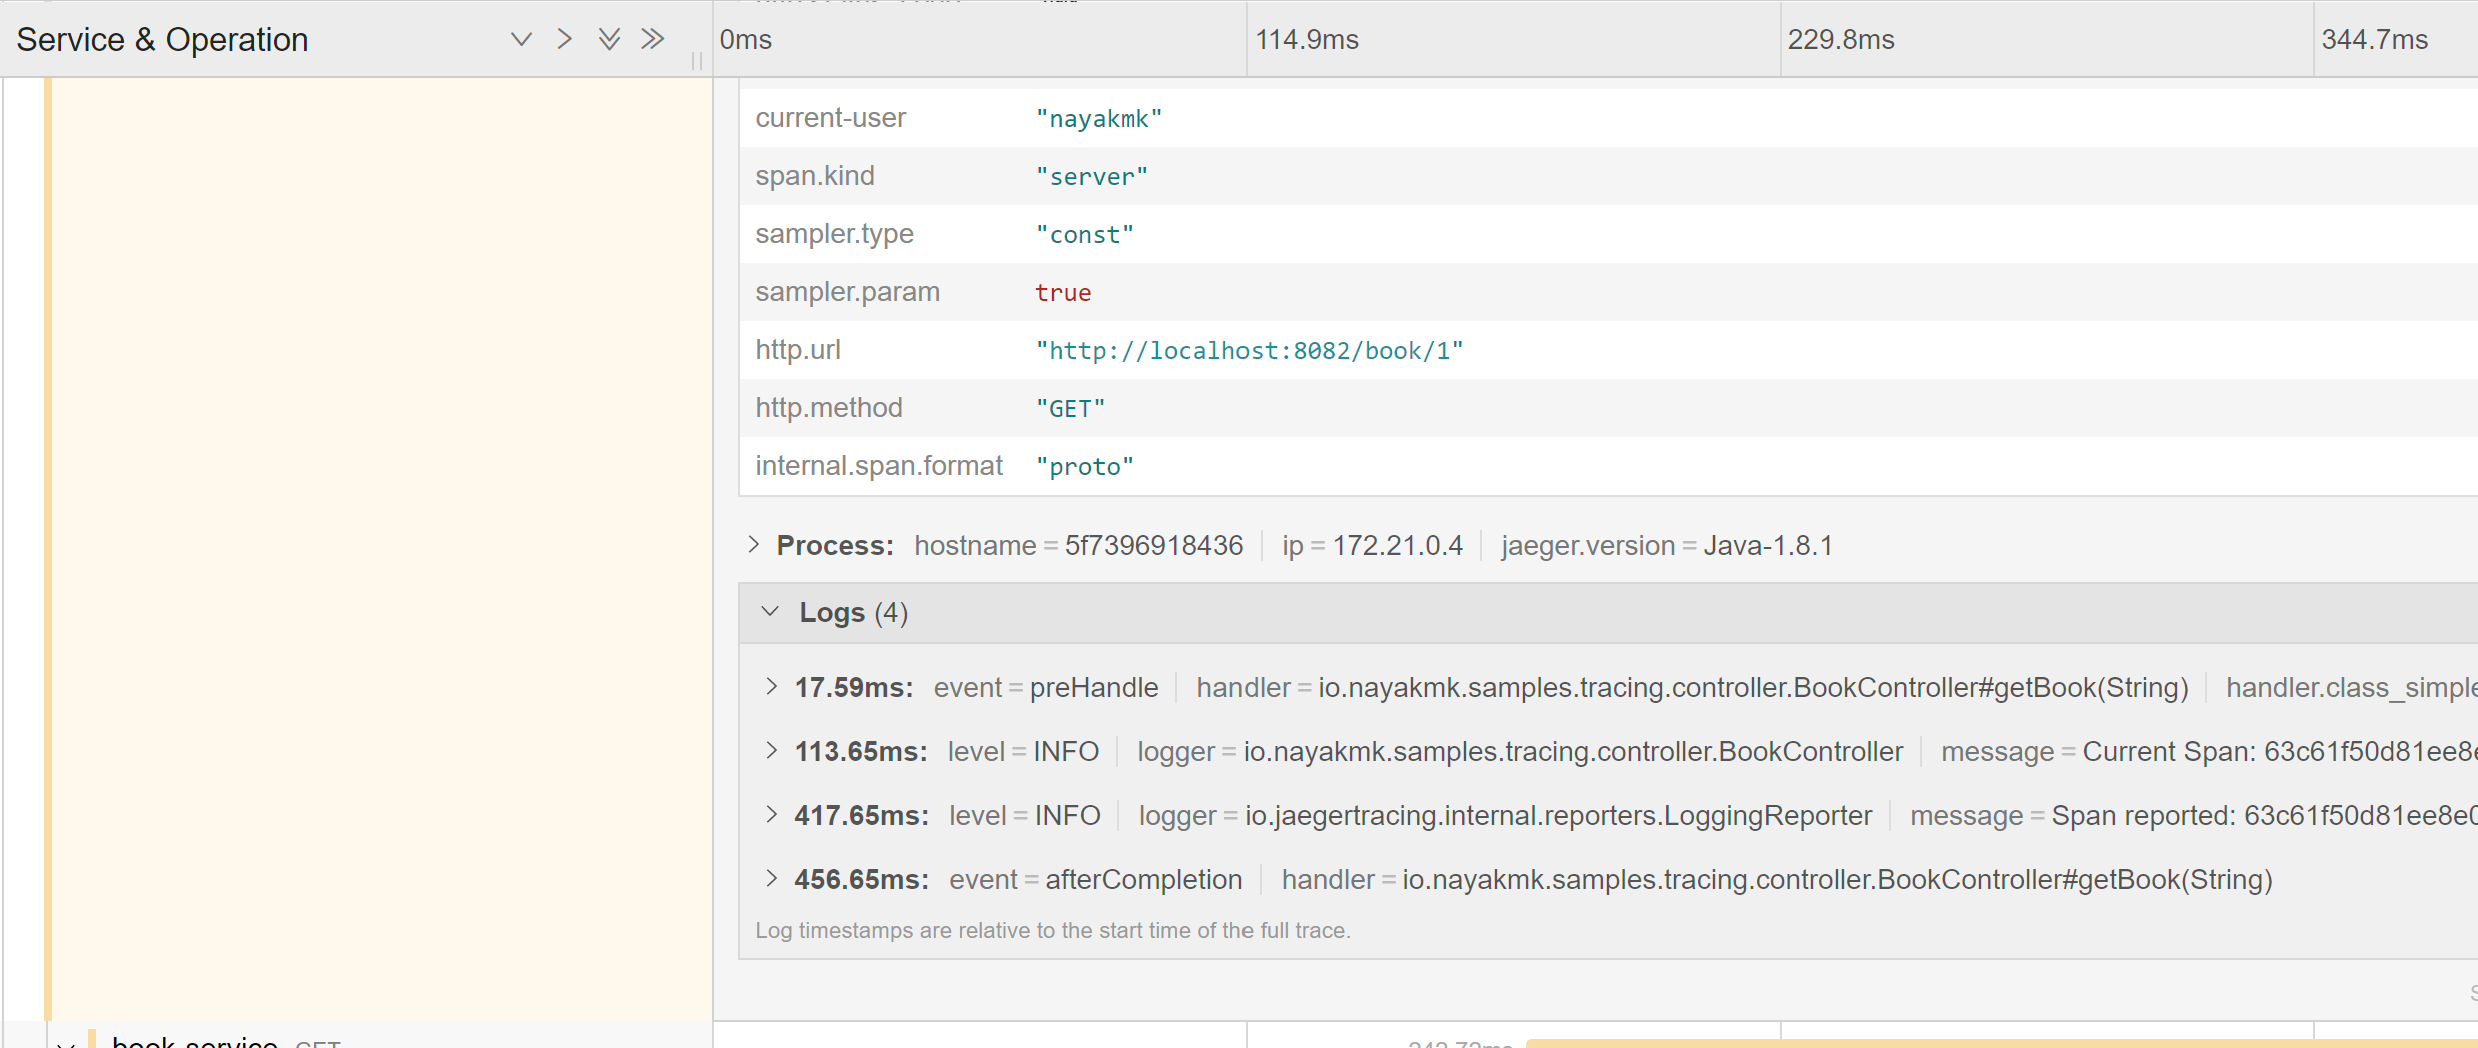 Service & Operation 0ms 114.9ms 229.8ms 344.7ms
current-user "nayakmk"
span.kind "server"
sampler.type "const"
sampler.param true
http.url "http://localhost:8082/book/1"
http.method "GET"
internal.span.format "proto"
Process: hostname = 5f7396918436 ip = 172.21.0.4 jaeger.version = Java-1.8.1
Logs (4)
17.59ms: event = preHandle handler = io.nayakmk.samples.tracing.controller.BookController#getBook(String) handler.class_simple
113.65ms: level = INFO logger = io.nayakmk.samples.tracing.controller.BookController message = Current Span: 63c61f50d81ee8e
417.65ms: level = INFO logger = io.jaegertracing.internal.reporters.LoggingReporter message = Span reported: 63c61f50d81ee8e0
456.65ms: event = afterCompletion handler = io.nayakmk.samples.tracing.controller.BookController#getBook(String)
Log timestamps are relative to the start time of the full trace.
book-service GET